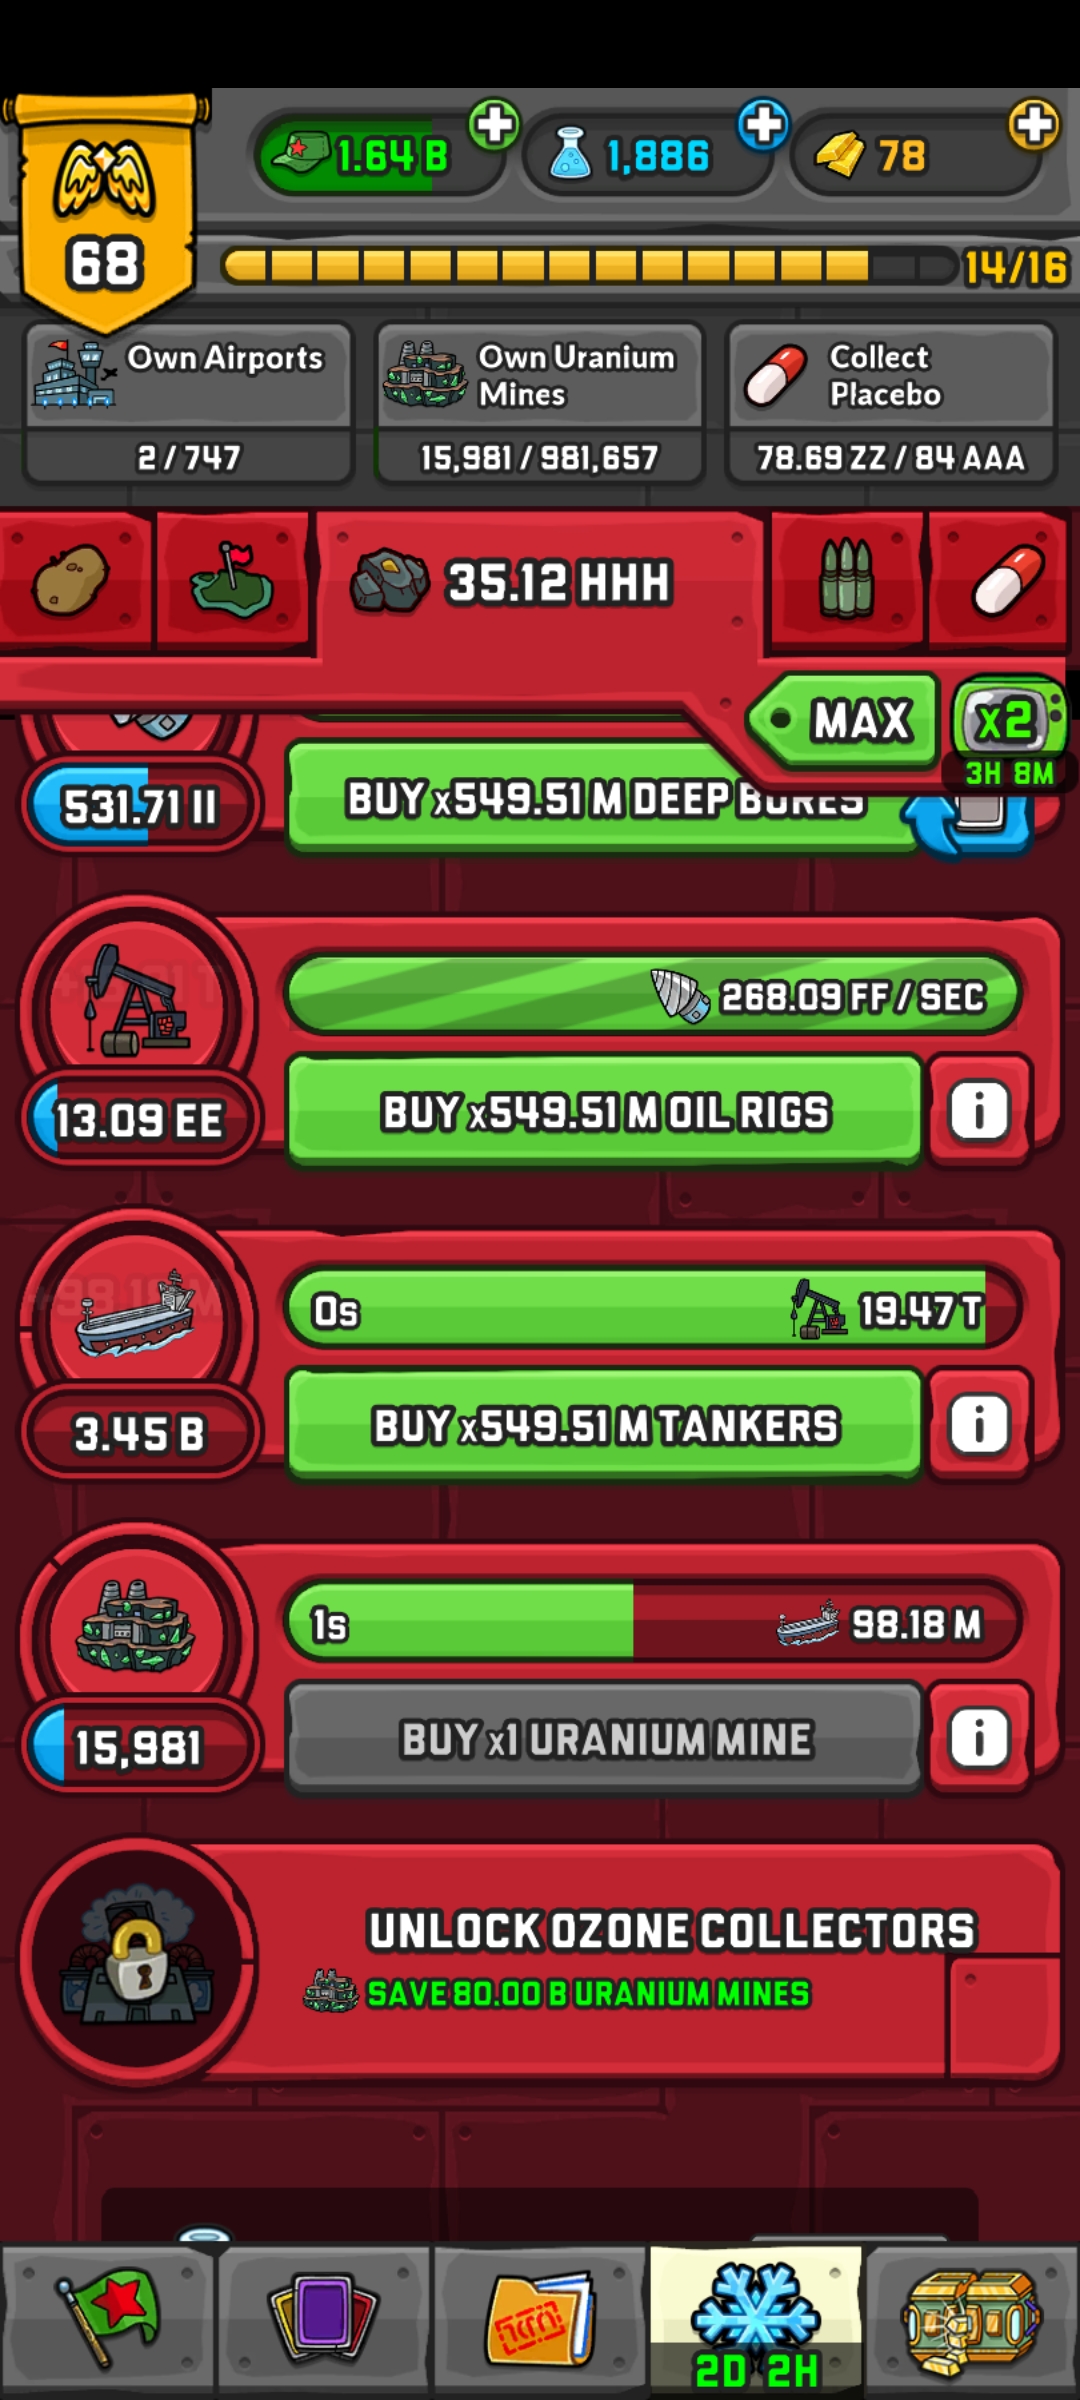 1.64 B
1,886
78
68
14/16
Own Airports
2 / 747
Own Uranium
Mines
15,981 / 981,657
Collect
Placebo
78.69 ZZ / 84 AAA
35.12 HHH
MAX
x2
3H 8M
531.71 II
BUY x549.51 M DEEP BORES
268.09 FF / SEC
13.09 EE
BUY x549.51 M OIL RIGS
i
+98.18 M
0s
19.47 T
3.45 B
BUY x549.51 M TANKERS
i
1s
98.18 M
15,981
BUY x1 URANIUM MINE
i
UNLOCK OZONE COLLECTORS
SAVE 80.00 B URANIUM MINES
2D 2H